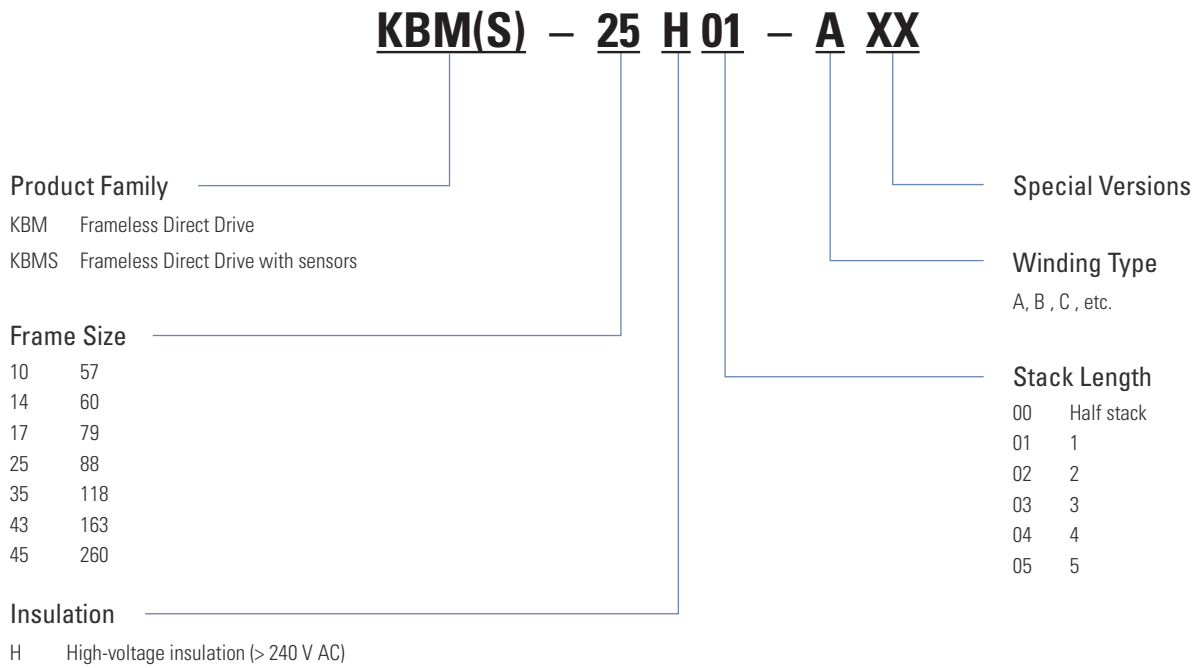 KBM(S) – 25 H 01 – A XX
Product Family
KBM Frameless Direct Drive
KBMS Frameless Direct Drive with sensors
Frame Size
10 57
14 60
17 79
25 88
35 118
43 163
45 260
Insulation
H High-voltage insulation (> 240 V AC)
Special Versions
Winding Type
A, B , C , etc.
Stack Length
00 Half stack
01 1
02 2
03 3
04 4
05 5